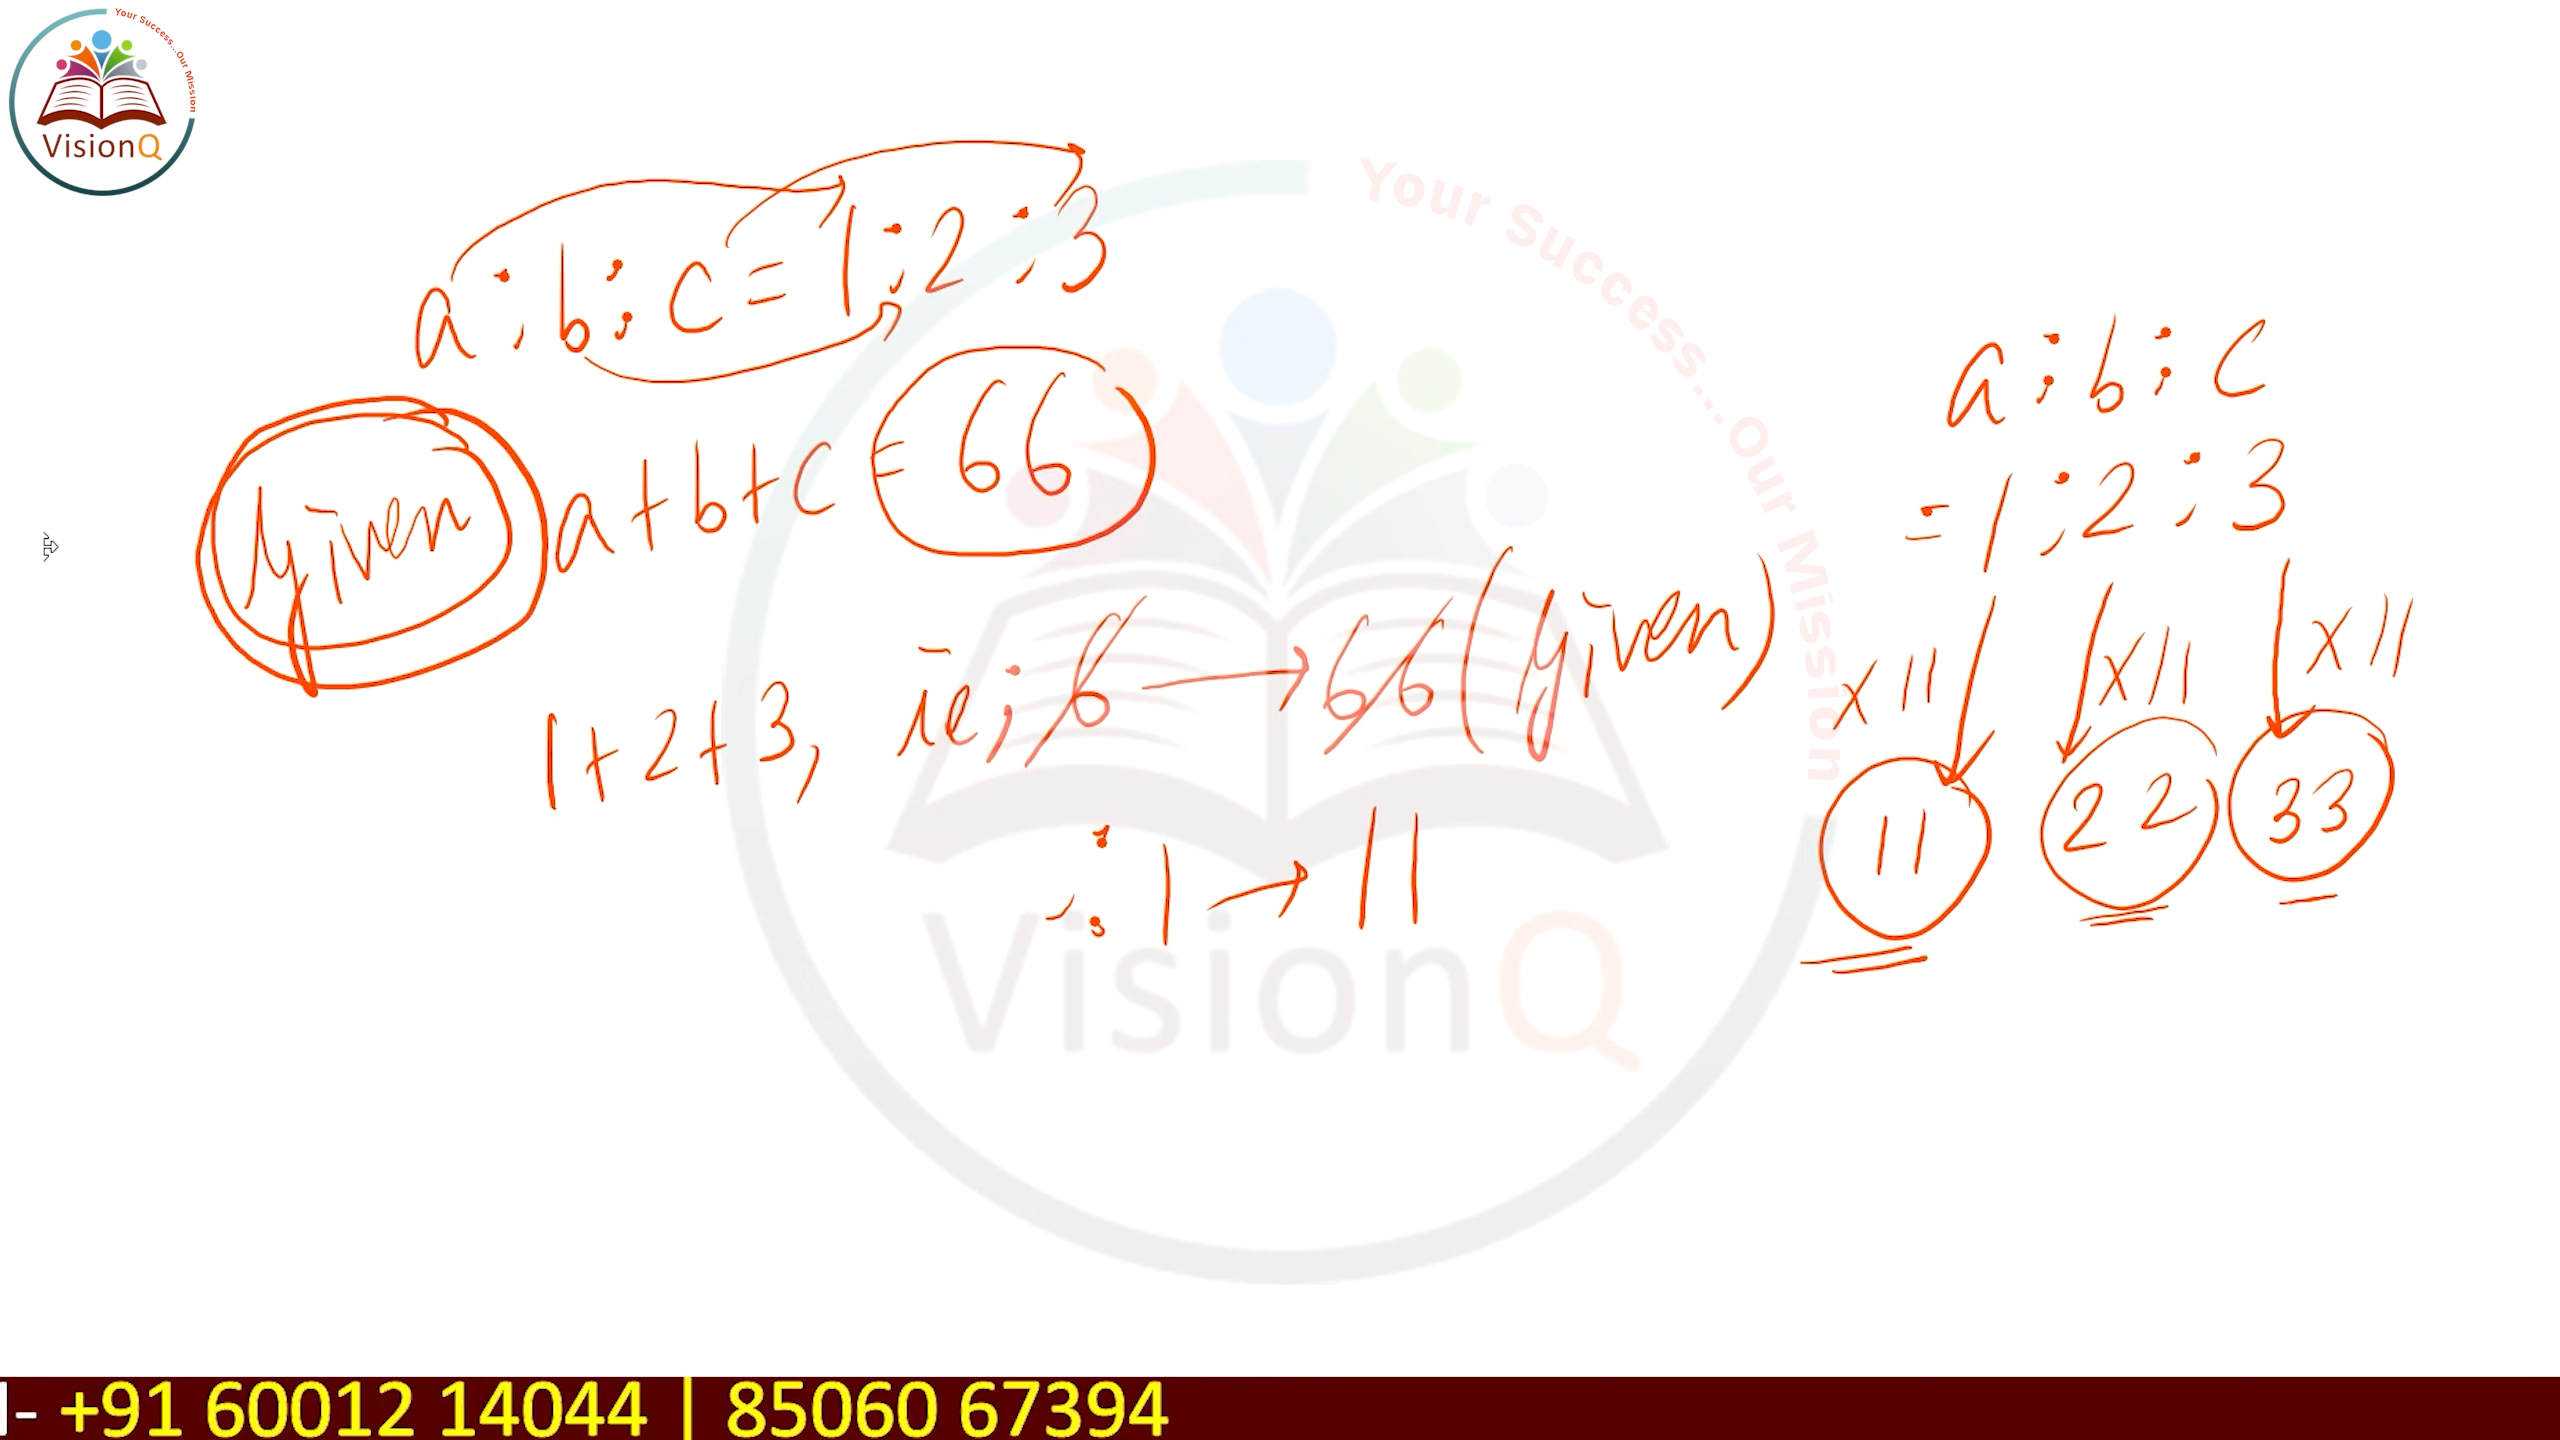 Your Success...Our Mission
VisionQ
a : b : c = 1 : 2 : 3
Given a + b + c = 66
1 + 2 + 3, ie; 6 → 66 (Given)
∴ 1 → 11
a : b : c
= 1 : 2 : 3
x 11 x 11 x 11
11 22 33
Your Success...Our Mission
VisionQ
- +91 60012 14044 | 85060 67394